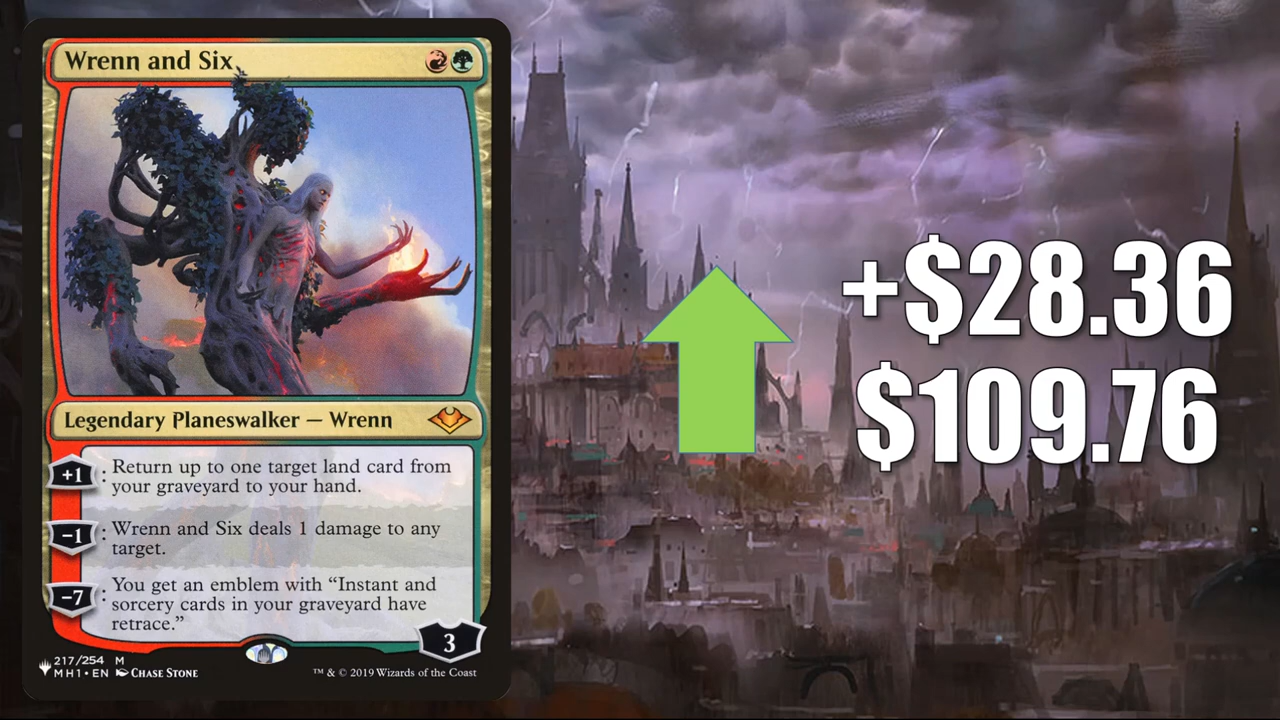 Wrenn and Six
Legendary Planeswalker — Wrenn
+1 : Return up to one target land card from
your graveyard to your hand.
−1 : Wrenn and Six deals 1 damage to any
target.
−7 : You get an emblem with “Instant and
sorcery cards in your graveyard have
retrace.”
3
217/254 M
MH1 • EN Chase Stone
™ & © 2019 Wizards of the Coast
+$28.36
$109.76